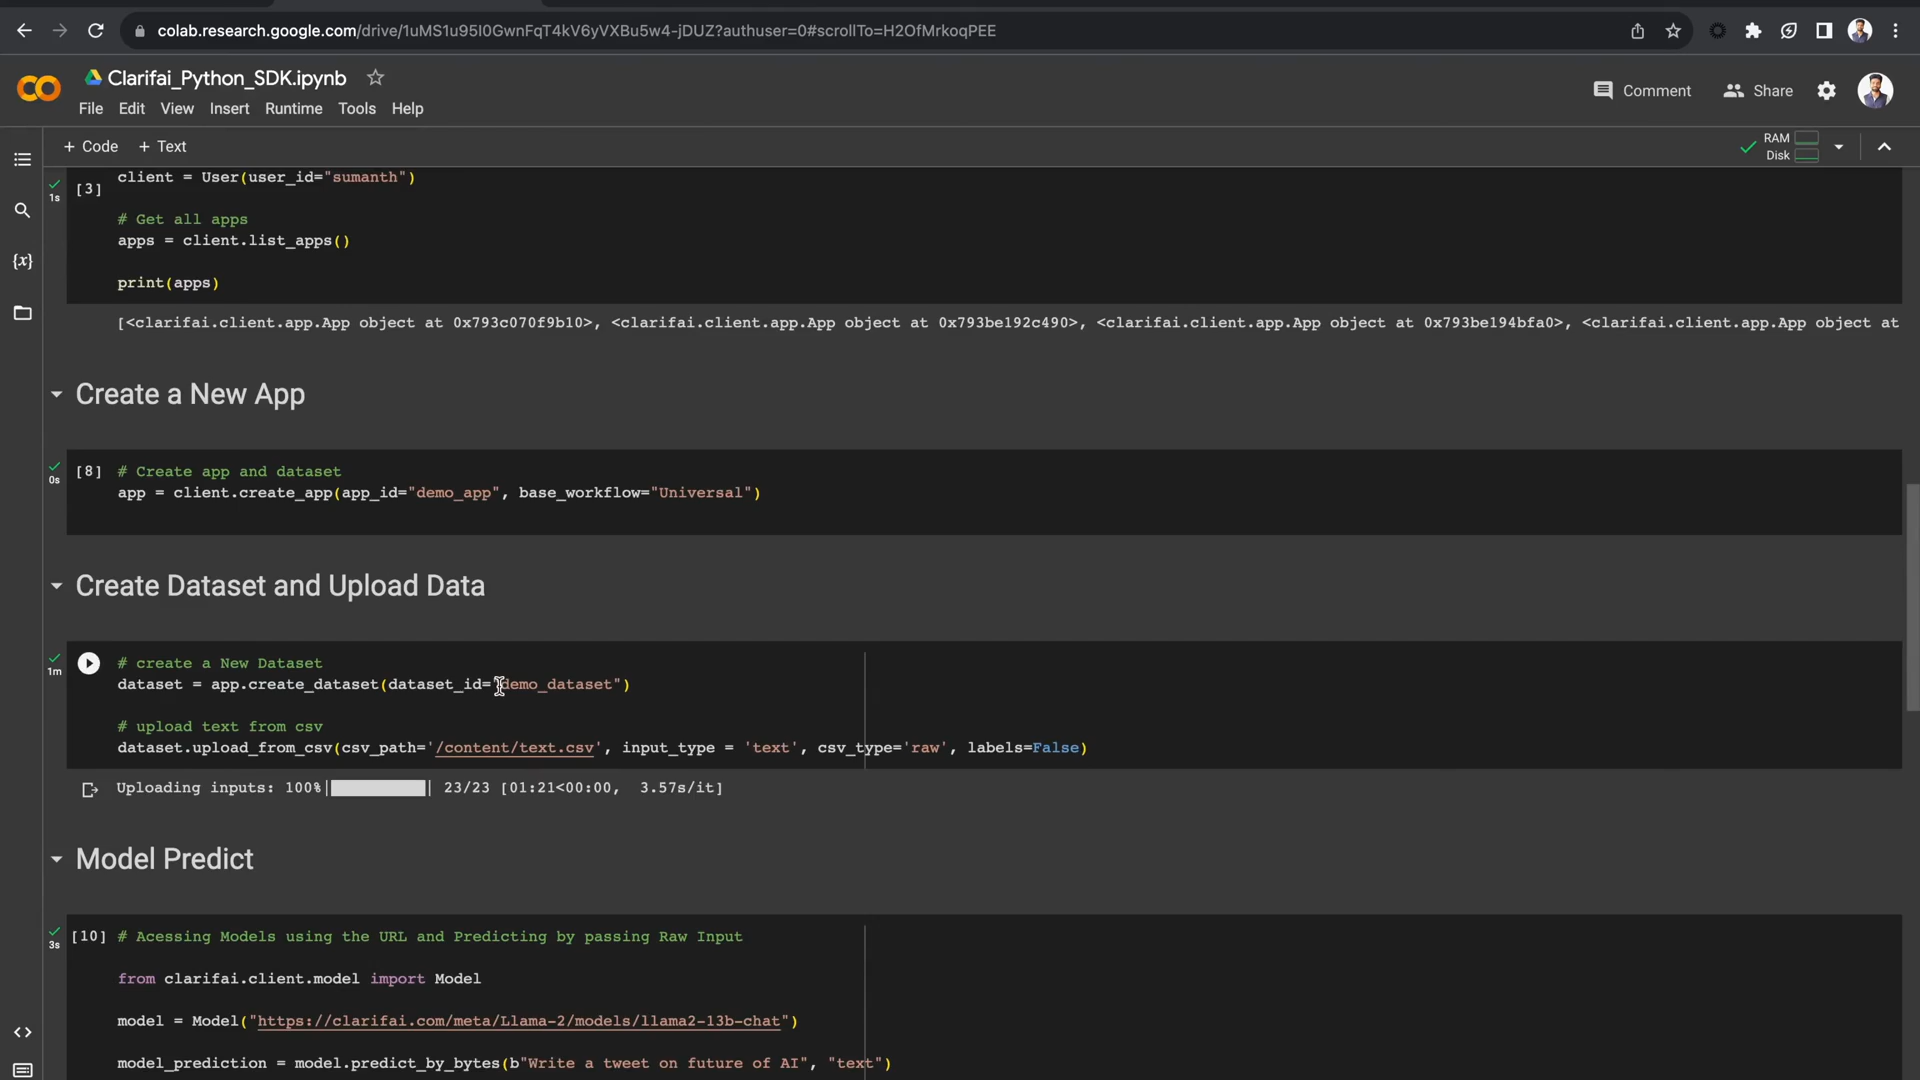 colab.research.google.com/drive/1uMS1u95I0GwnFqT4kV6yVXBu5w4-jDUZ?authuser=0#scrollTo=H2OfMrkoqPEE
Clarifai_Python_SDK.ipynb
Comment
Share
File Edit View Insert Runtime Tools Help
+ Code + Text
RAM
Disk
client = User(user_id="sumanth")
[3]
1s
# Get all apps
apps = client.list_apps()
{x}
print(apps)
[<clarifai.client.app.App object at 0x793c070f9b10>, <clarifai.client.app.App object at 0x793be192c490>, <clarifai.client.app.App object at 0x793be194bfa0>, <clarifai.client.app.App object at
Create a New App
[8] # Create app and dataset
0s
app = client.create_app(app_id="demo_app", base_workflow="Universal")
Create Dataset and Upload Data
# create a New Dataset
1m
dataset = app.create_dataset(dataset_id="demo_dataset")
# upload text from csv
dataset.upload_from_csv(csv_path='/content/text.csv', input_type = 'text', csv_type='raw', labels=False)
Uploading inputs: 100%| | 23/23 [01:21<00:00, 3.57s/it]
Model Predict
[10] # Acessing Models using the URL and Predicting by passing Raw Input
3s
from clarifai.client.model import Model
model = Model("https://clarifai.com/meta/Llama-2/models/llama2-13b-chat")
model_prediction = model.predict_by_bytes(b"Write a tweet on future of AI", "text")